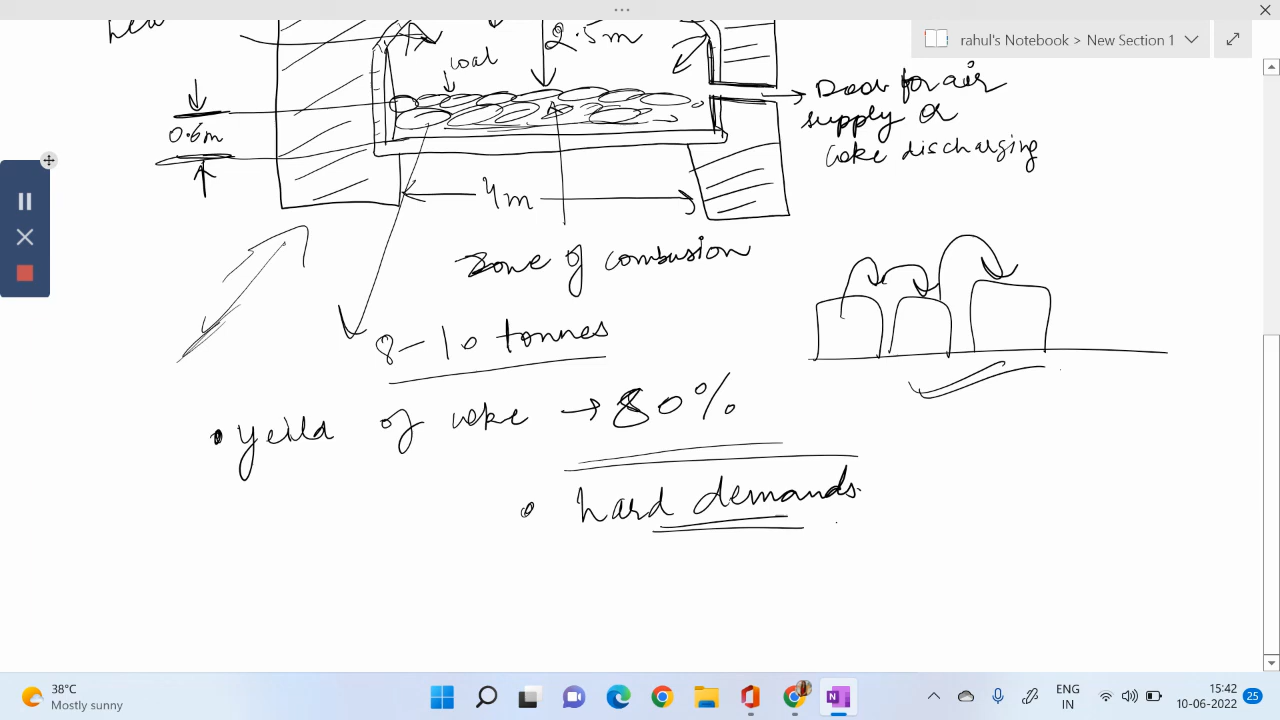 rahul's Notebook > New Section 1
2.5m
coal
0.6m
Door for air
supply &
Coke discharging
4m
Zone of combusion
8-10 tonnes
• yeild of coke → 80%
• hard demands.
38°C
Mostly sunny
ENG
IN
15:42
10-06-2022
25